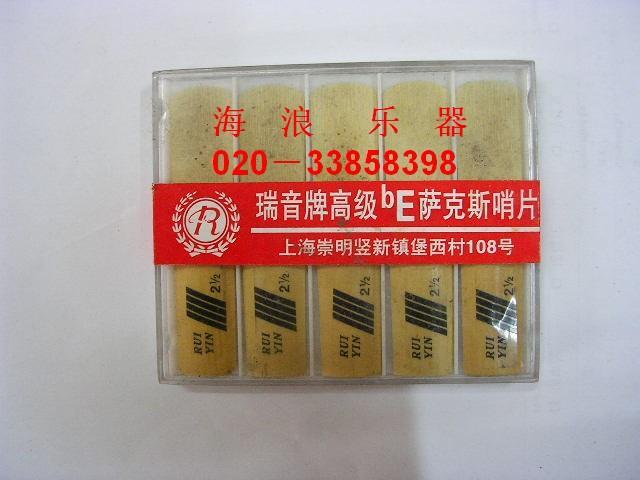 海浪乐器
020-33858398
R
瑞音牌高级bE萨克斯哨片
上海崇明竖新镇堡西村108号
2½
2½
2½
2½
2½
RUI YIN
RUI YIN
RUI YIN
RUI YIN
RUI YIN